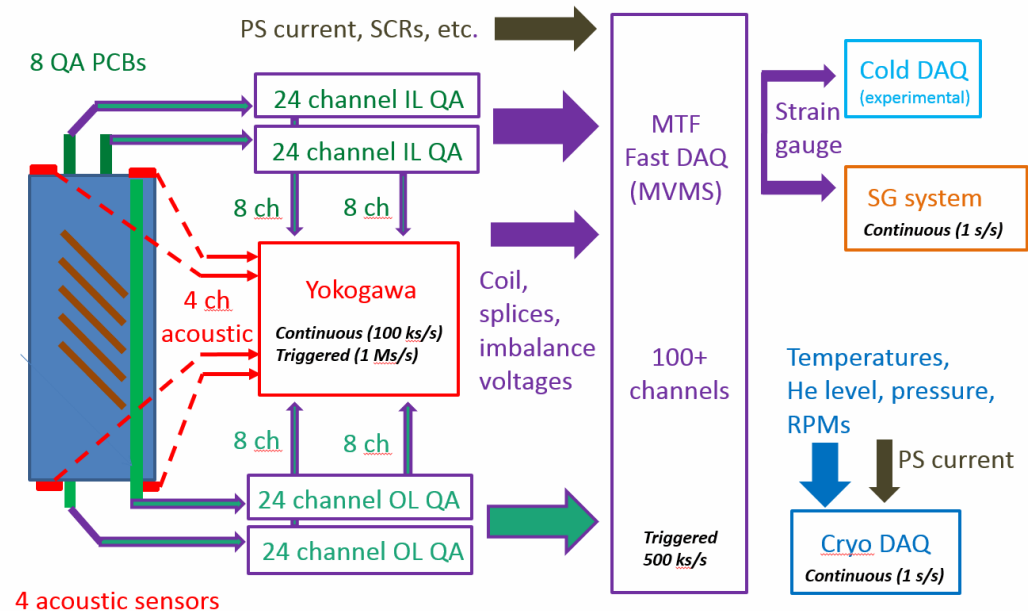 PS current, SCRs, etc.
8 QA PCBs
24 channel IL QA
24 channel IL QA
8 ch
8 ch
Yokogawa
Continuous (100 ks/s)
Triggered (1 Ms/s)
4 ch
acoustic
8 ch
8 ch
24 channel OL QA
24 channel OL QA
4 acoustic sensors
Coil,
splices,
imbalance
voltages
MTF
Fast DAQ
(MVMS)
100+
channels
Triggered
500 ks/s
Strain
gauge
Cold DAQ
(experimental)
SG system
Continuous (1 s/s)
Temperatures,
He level, pressure,
RPMs
PS current
Cryo DAQ
Continuous (1 s/s)